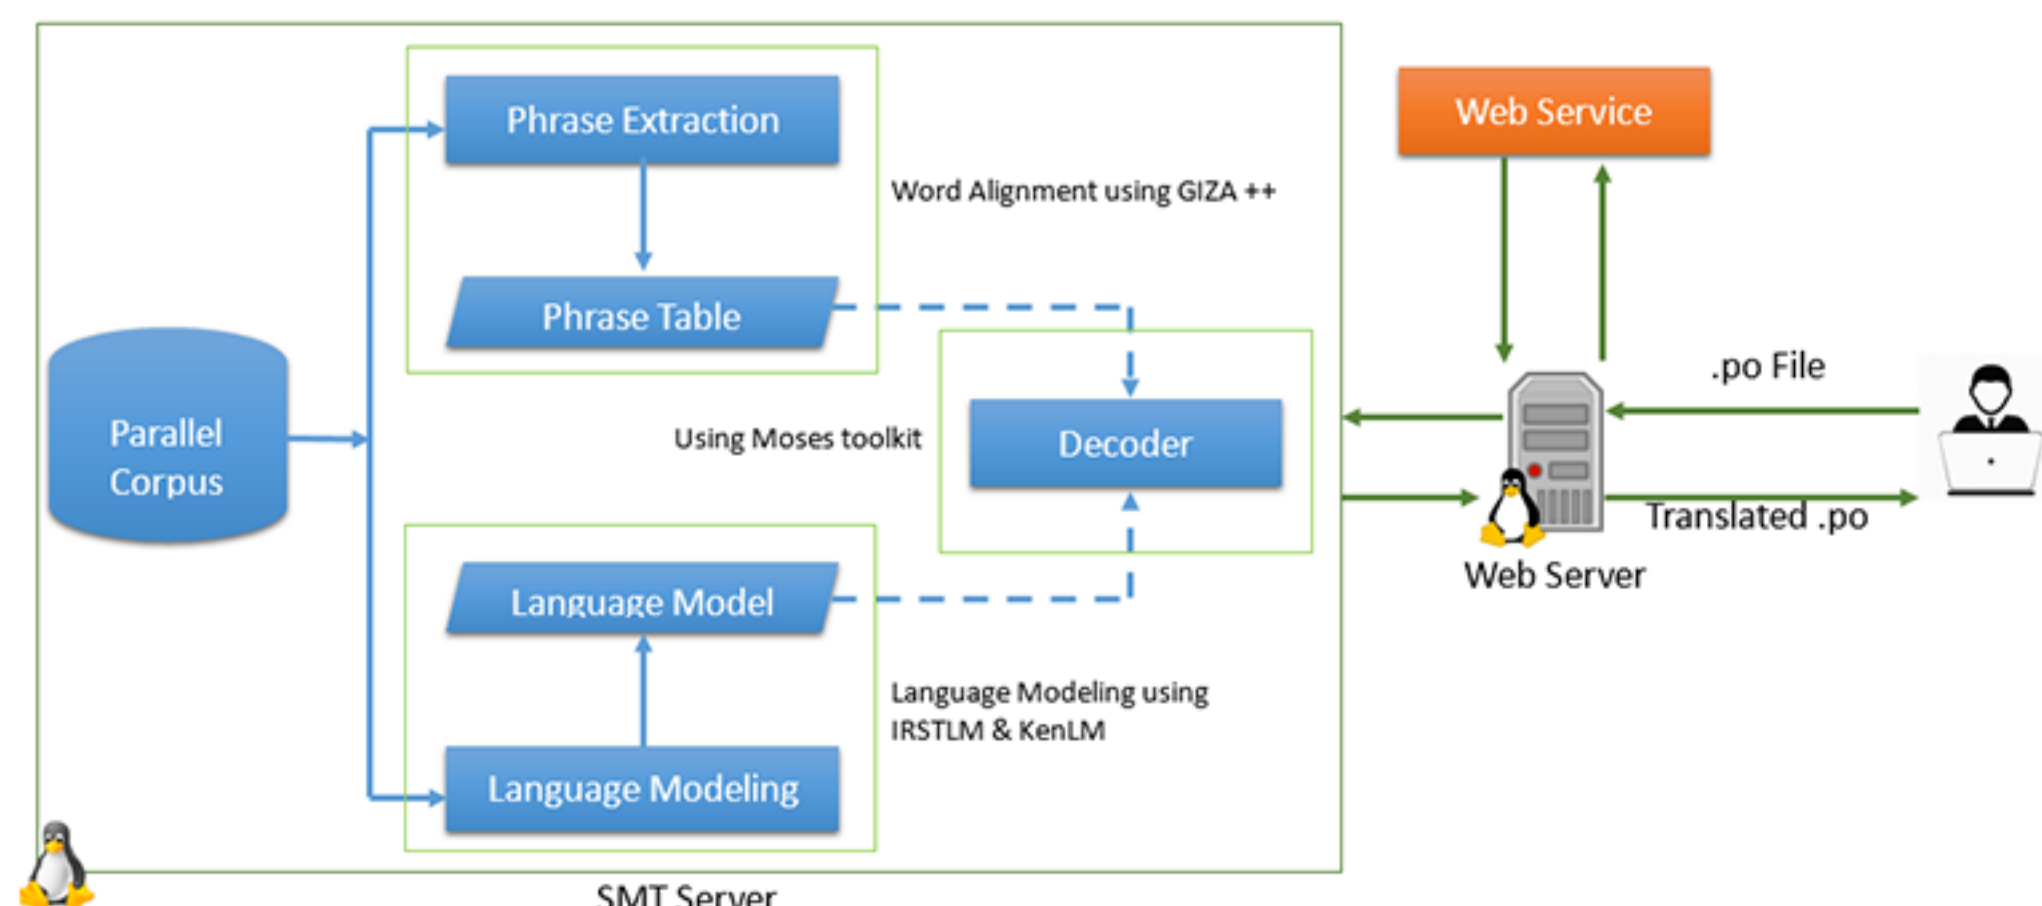 Phrase Extraction
Web Service
Word Alignment using GIZA ++
Phrase Table
.po File
Parallel
Corpus
Using Moses toolkit
Decoder
Translated .po
Web Server
Language Model
Language Modeling using
IRSTLM & KenLM
Language Modeling
SMT Server